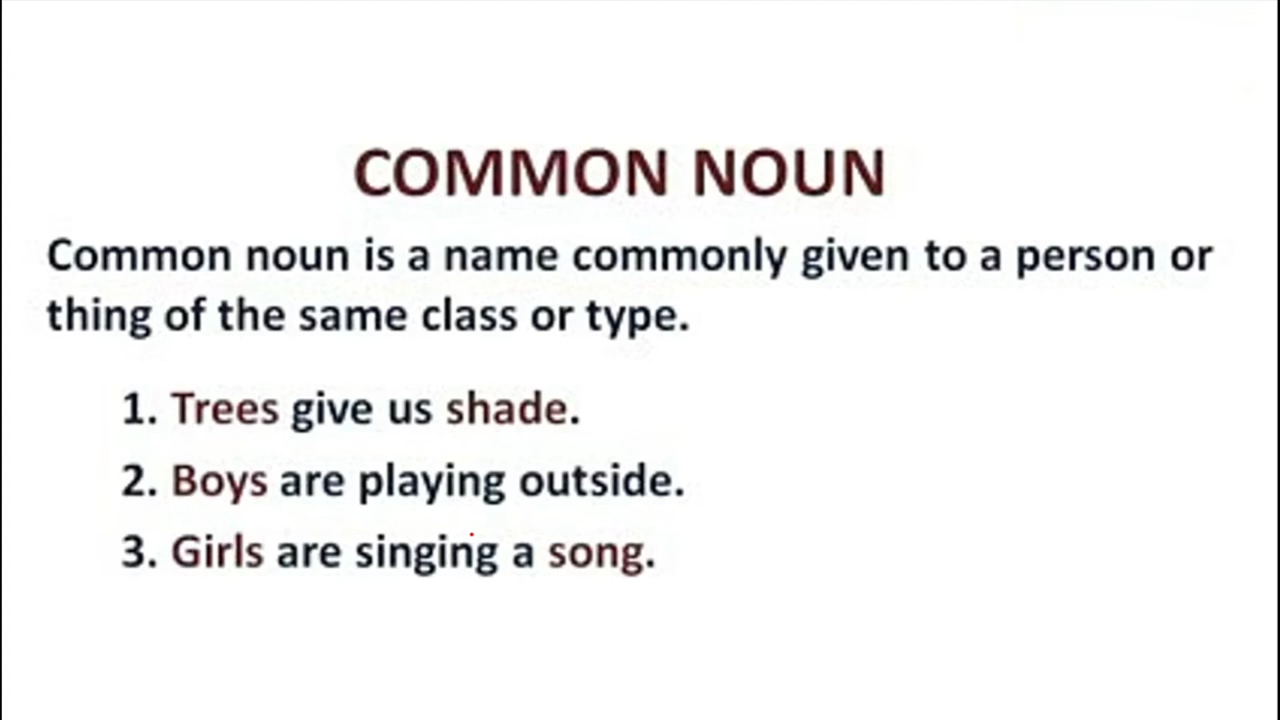 COMMON NOUN
Common noun is a name commonly given to a person or
thing of the same class or type.
1. Trees give us shade.
2. Boys are playing outside.
3. Girls are singing a song.